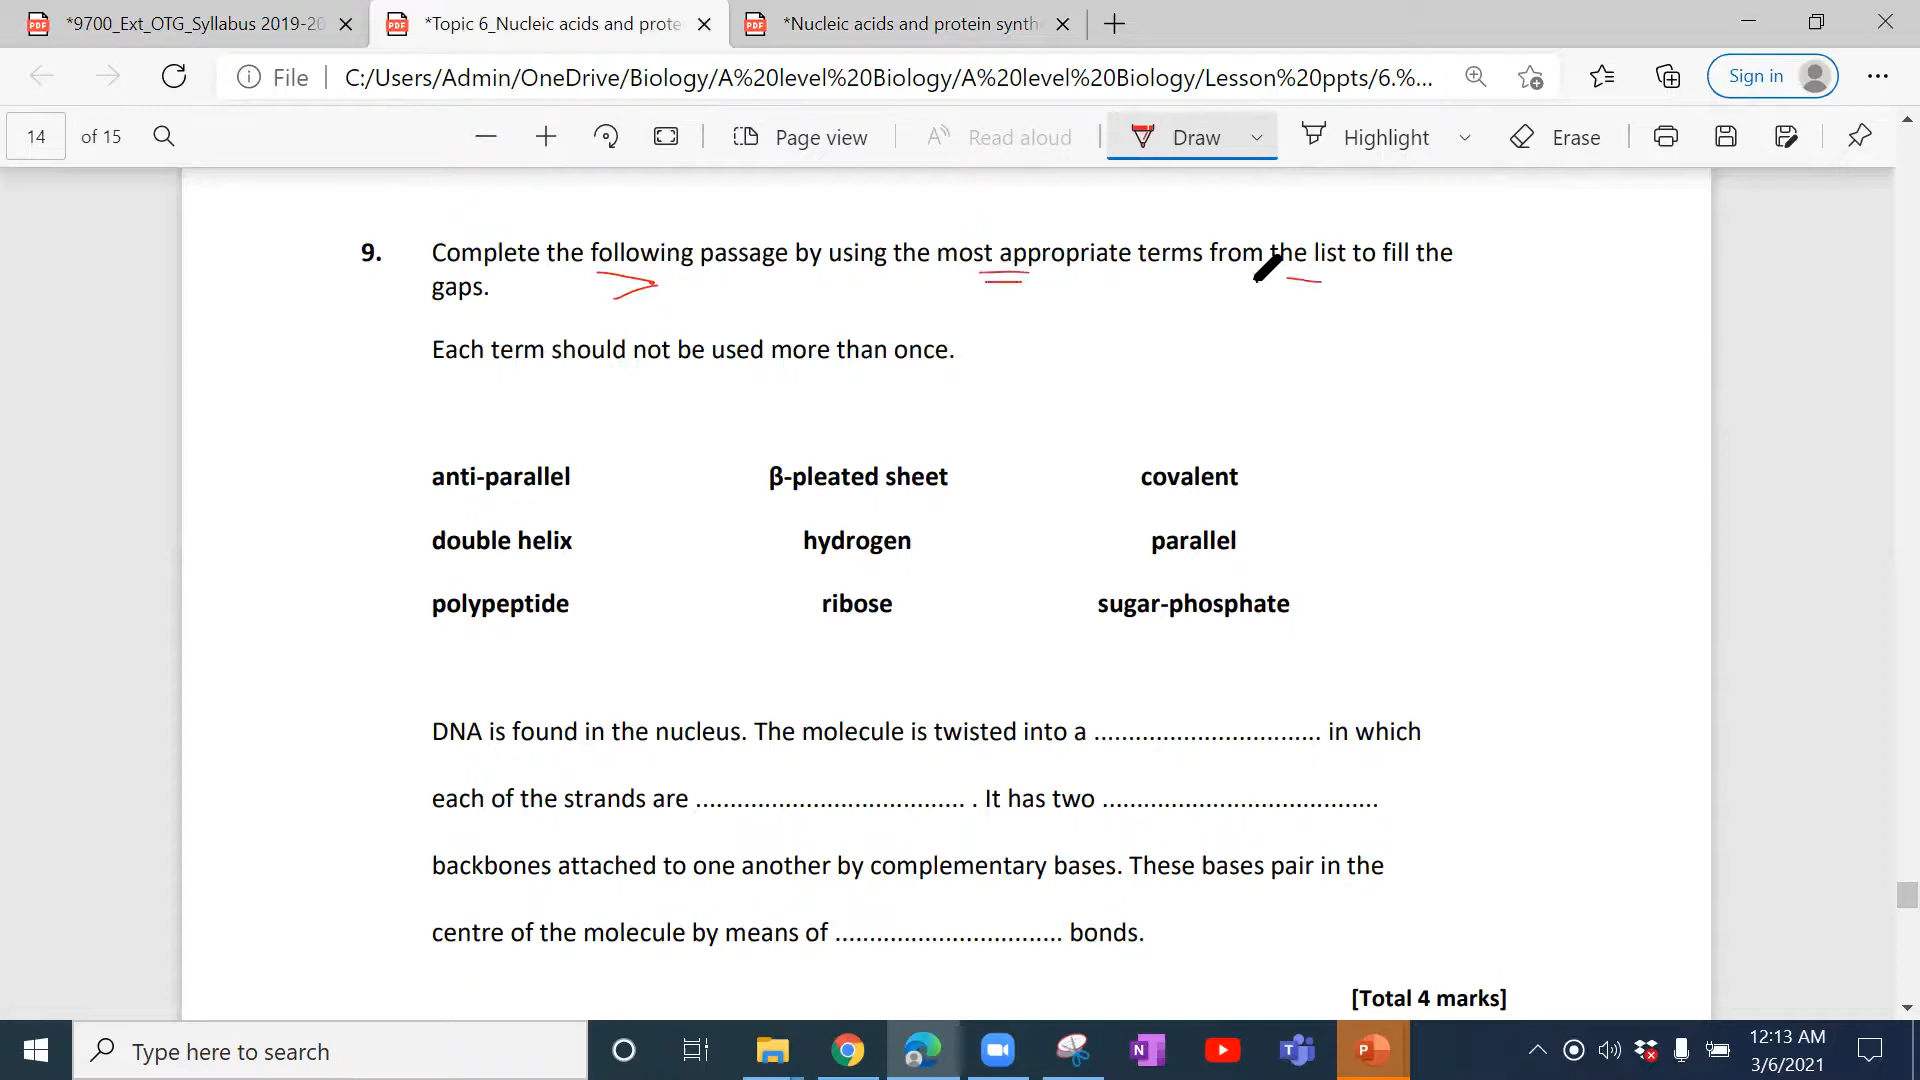 *9700_Ext_OTG_Syllabus 2019-20
*Topic 6_Nucleic acids and prote
*Nucleic acids and protein synth
File
C:/Users/Admin/OneDrive/Biology/A%20level%20Biology/A%20level%20Biology/Lesson%20ppts/6.%...
Sign in
14 of 15
Page view
Read aloud
Draw
Highlight
Erase
9. Complete the following passage by using the most appropriate terms from the list to fill the
gaps.
Each term should not be used more than once.
anti-parallel β-pleated sheet covalent
double helix hydrogen parallel
polypeptide ribose sugar-phosphate
DNA is found in the nucleus. The molecule is twisted into a ................................. in which
each of the strands are ....................................... . It has two ........................................
backbones attached to one another by complementary bases. These bases pair in the
centre of the molecule by means of ................................. bonds.
[Total 4 marks]
Type here to search
12:13 AM
3/6/2021